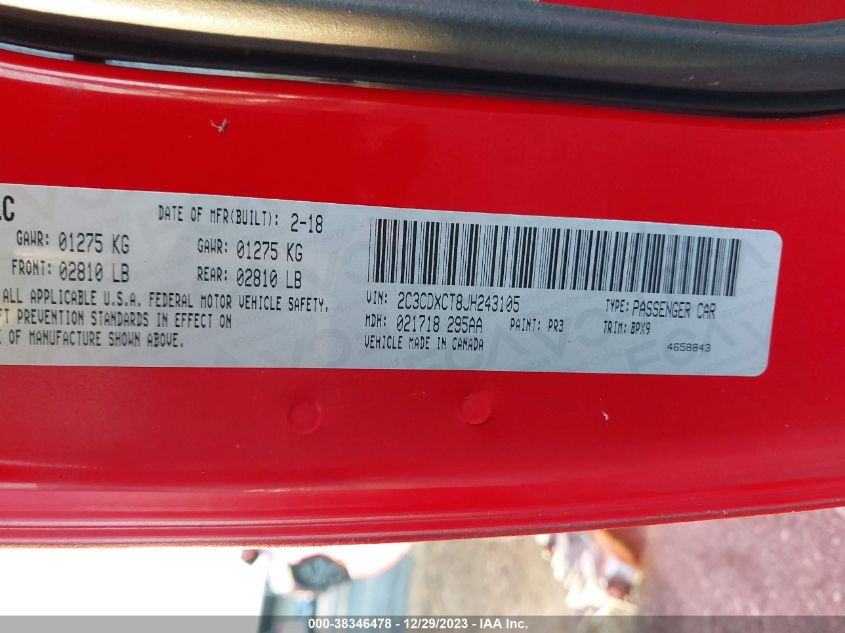 LC DATE OF MFR(BUILT): 2-18
GAWR: 01275 KG GAWR: 01275 KG
FRONT: 02810 LB REAR: 02810 LB
ALL APPLICABLE U.S.A. FEDERAL MOTOR VEHICLE SAFETY,
FT PREVENTION STANDARDS IN EFFECT ON
E OF MANUFACTURE SHOWN ABOVE.
VIN: 2C3CDXCT8JH243105 TYPE: PASSENGER CAR
MDH: 021718 295AA PAINT: PR3 TRIM: BPX9
VEHICLE MADE IN CANADA 4658843
000-38346478 - 12/29/2023 - IAA Inc.